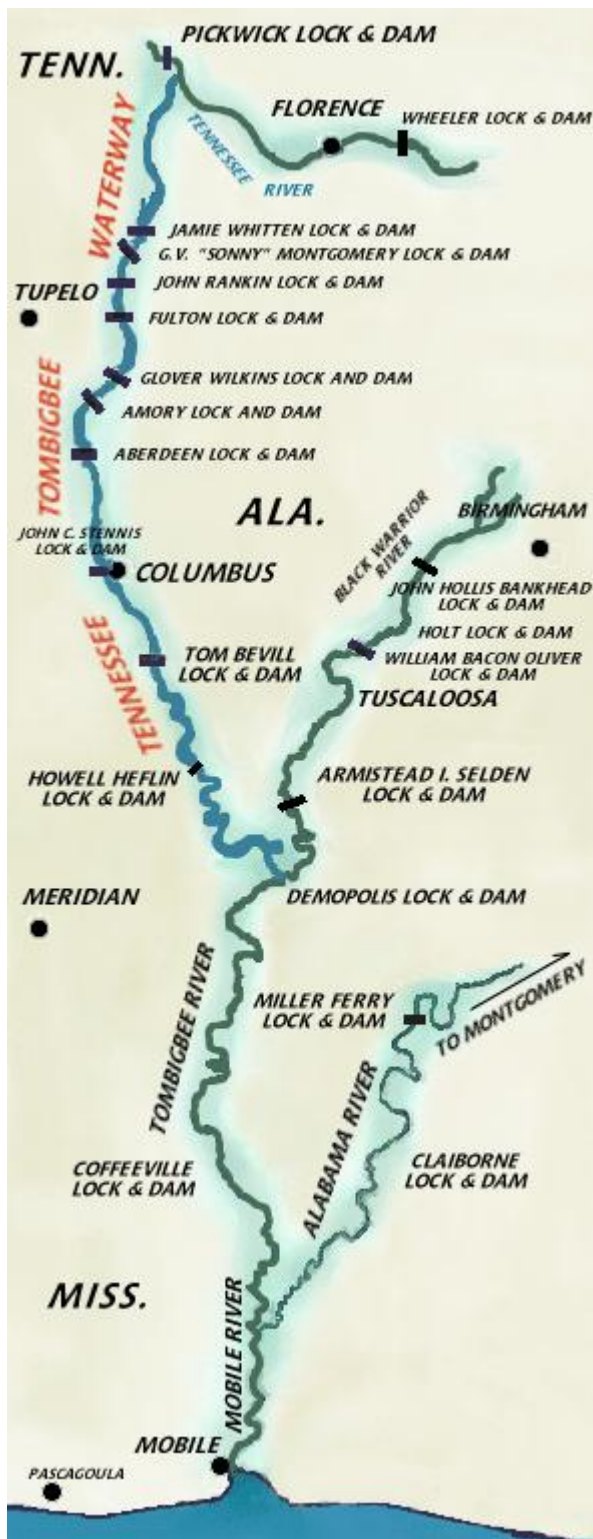 PICKWICK LOCK & DAM
TENN.
FLORENCE
WHEELER LOCK & DAM
TENNESSEE
RIVER
WATERWAY
JAMIE WHITTEN LOCK & DAM
G.V. "SONNY" MONTGOMERY LOCK & DAM
JOHN RANKIN LOCK & DAM
TUPELO
FULTON LOCK & DAM
GLOVER WILKINS LOCK AND DAM
TOMBIGBEE
AMORY LOCK AND DAM
ABERDEEN LOCK & DAM
ALA.
BIRMINGHAM
BLACK WARRIOR
RIVER
JOHN C. STENNIS
LOCK & DAM
COLUMBUS
JOHN HOLLIS BANKHEAD
LOCK & DAM
HOLT LOCK & DAM
WILLIAM BACON OLIVER
LOCK & DAM
TENNESSEE
TOM BEVILL
LOCK & DAM
TUSCALOOSA
HOWELL HEFLIN
LOCK & DAM
ARMISTEAD I. SELDEN
LOCK & DAM
MERIDIAN
DEMOPOLIS LOCK & DAM
TOMBIGBEE RIVER
MILLER FERRY
LOCK & DAM
TO MONTGOMERY
ALABAMA RIVER
COFFEEVILLE
LOCK & DAM
CLAIBORNE
LOCK & DAM
MISS.
MOBILE RIVER
MOBILE
PASCAGOULA